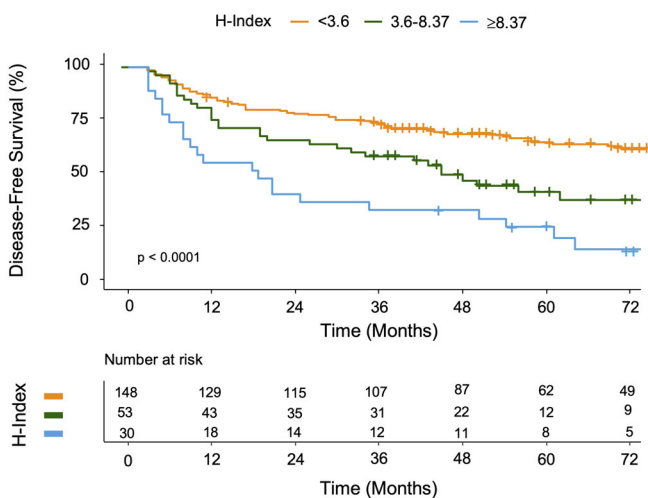 H-Index <3.6 3.6-8.37 ≥8.37
Disease-Free Survival (%)
100
75
50
25
0
p < 0.0001
0 12 24 36 48 60 72
Time (Months)
Number at risk
H-Index
148 129 115 107 87 62 49
53 43 35 31 22 12 9
30 18 14 12 11 8 5
0 12 24 36 48 60 72
Time (Months)